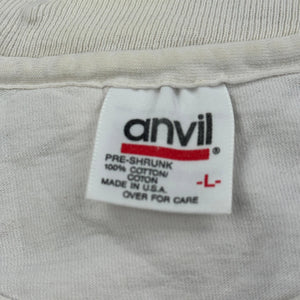 anvil®
PRE-SHRUNK
100% COTTON/
COTON
MADE IN U.S.A.
OVER FOR CARE
-L-